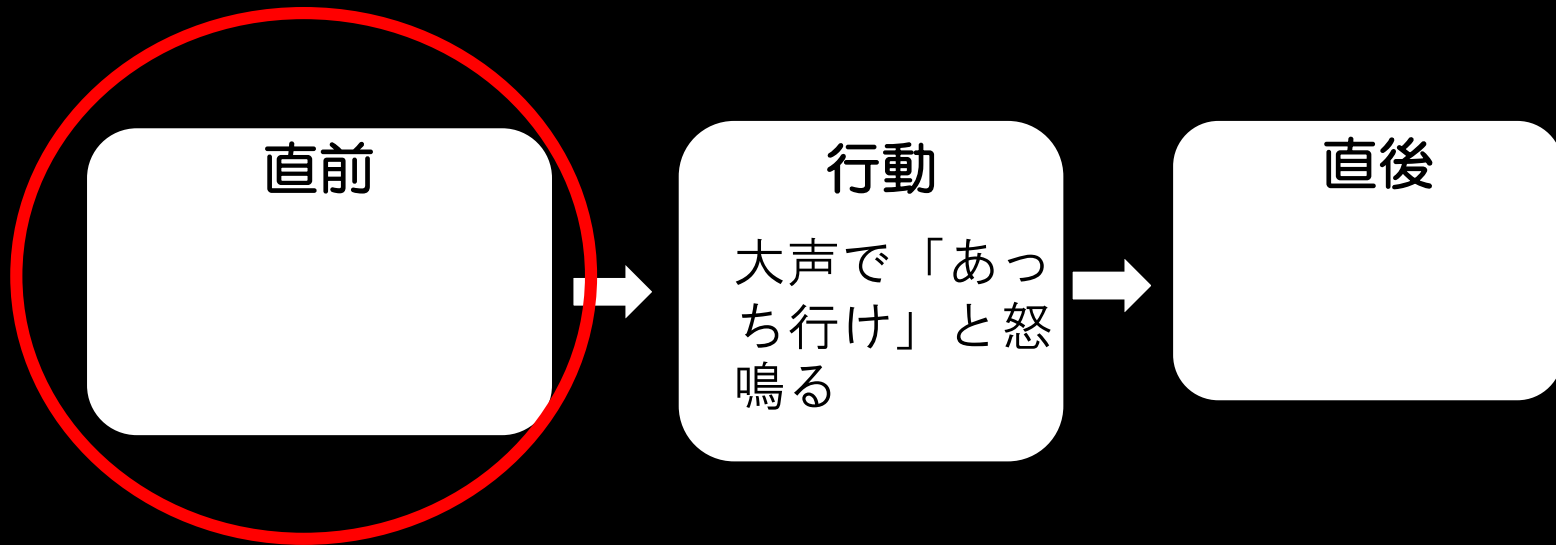 直前
行動
大声で「あっ
ち行け」と怒
鳴る
直後